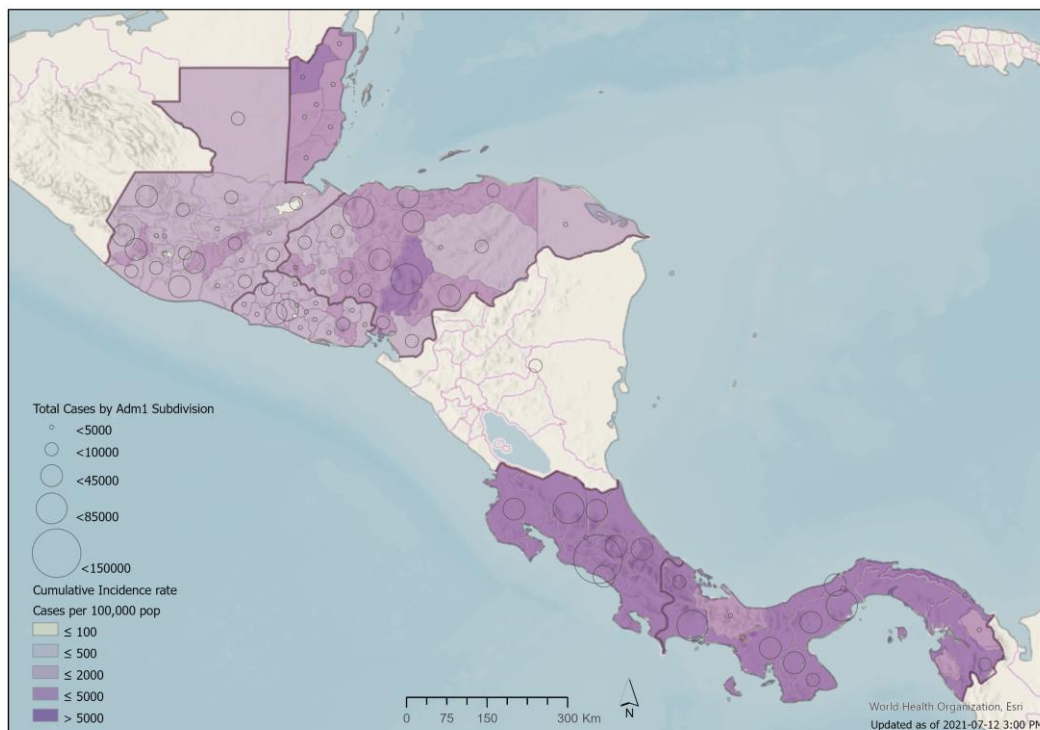 Total Cases by Adm1 Subdivision
<5000
<10000
<45000
<85000
<150000
Cumulative Incidence rate
Cases per 100,000 pop
≤ 100
≤ 500
≤ 2000
≤ 5000
> 5000
0 75 150 300 Km
N
World Health Organization, Esri
Updated as of 2021-07-12 3:00 PM